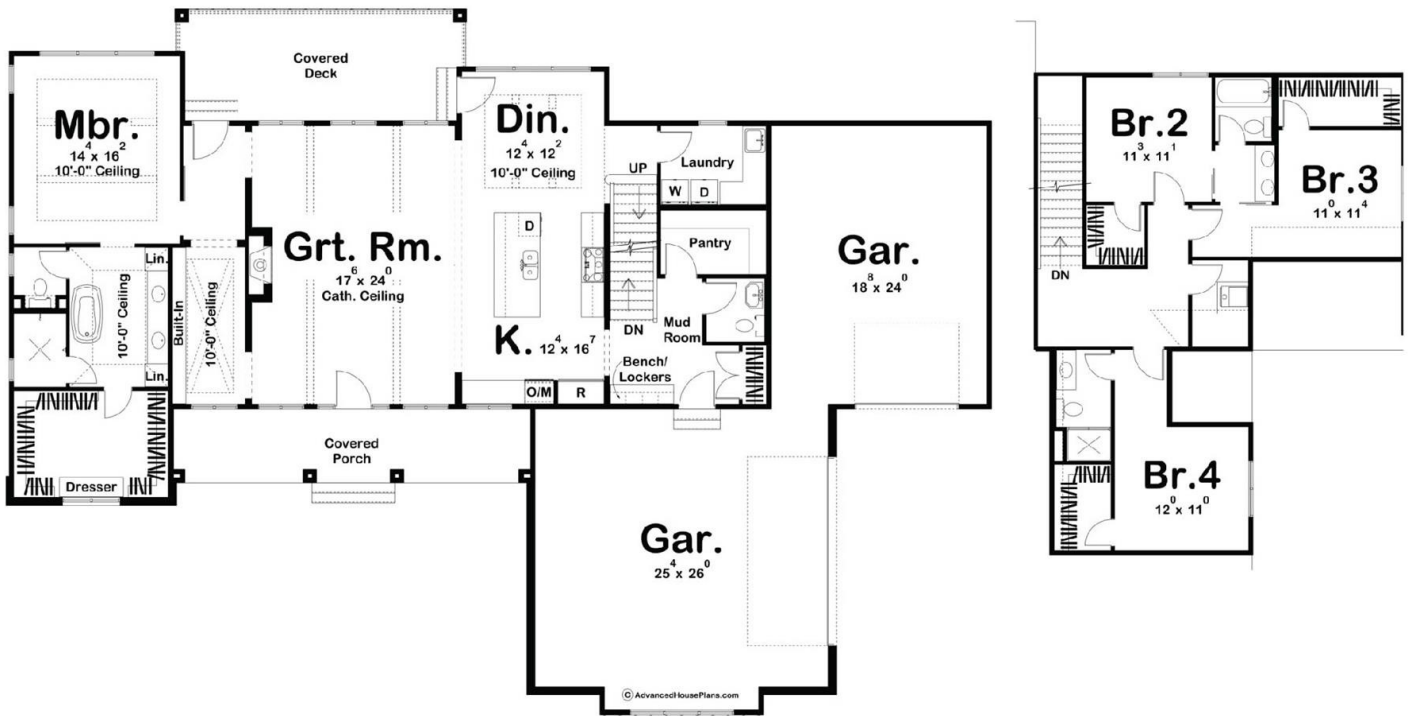 Covered
Deck
Mbr.
14⁴ x 16²
10'-0" Ceiling
Din.
12⁴ x 12²
10'-0" Ceiling
UP
Laundry
W
D
Pantry
Grt. Rm.
17⁶ x 24⁰
Cath. Ceiling
D
Gar.
18⁸ x 24⁰
Lin.
10'-0" Ceiling
Lin.
Built-In
10'-0" Ceiling
K. 12⁴ x 16⁷
DN
Mud
Room
Bench/
Lockers
O/M
R
Dresser
Covered
Porch
Gar.
25⁴ x 26⁰
© AdvancedHousePlans.com
Br.2
11³ x 11¹
Br.3
11⁰ x 11⁴
DN
Br.4
12⁰ x 11⁰